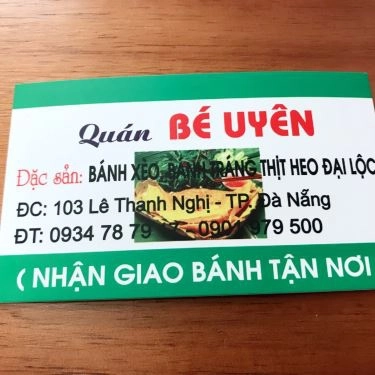 Quán BÉ UYÊN
Đặc sản: BÁNH XÈO, BÁNH TRÁNG THỊT HEO ĐẠI LỘC
ĐC: 103 Lê Thanh Nghị - TP. Đà Nẵng
ĐT: 0934 78 79 - 979 500
( NHẬN GIAO BÁNH TẬN NƠI